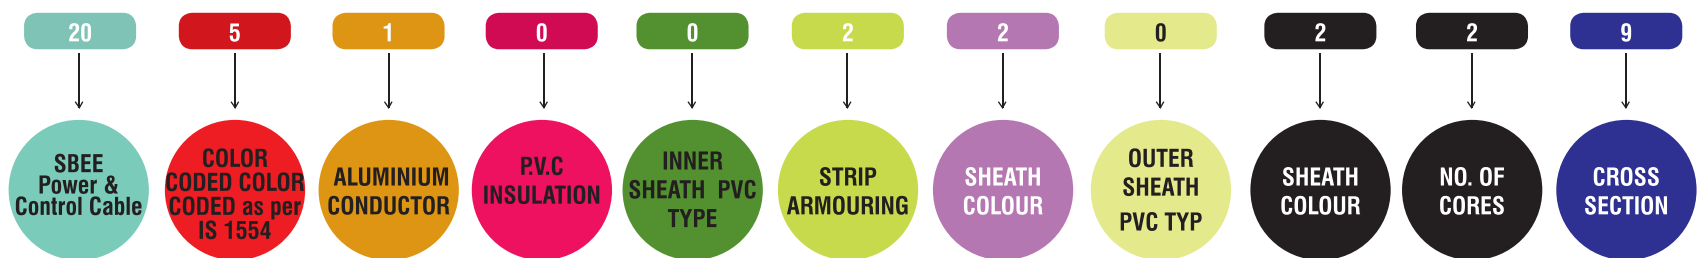 20 5 1 0 0 2 2 0 2 2 9
SBEE
Power &
Control Cable
COLOR
CODED COLOR
CODED as per
IS 1554
ALUMINIUM
CONDUCTOR
P.V.C
INSULATION
INNER
SHEATH PVC
TYPE
STRIP
ARMOURING
SHEATH
COLOUR
OUTER
SHEATH
PVC TYP
SHEATH
COLOUR
NO. OF
CORES
CROSS
SECTION